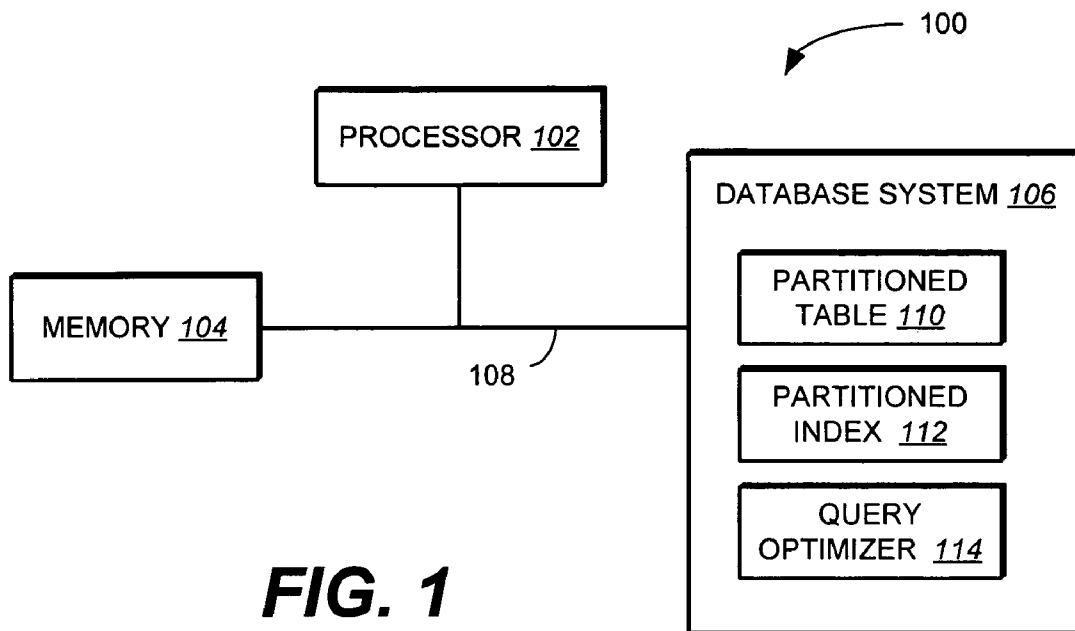 100
PROCESSOR 102
DATABASE SYSTEM 106
PARTITIONED
TABLE 110
MEMORY 104
108
PARTITIONED
INDEX 112
QUERY
OPTIMIZER 114
FIG. 1